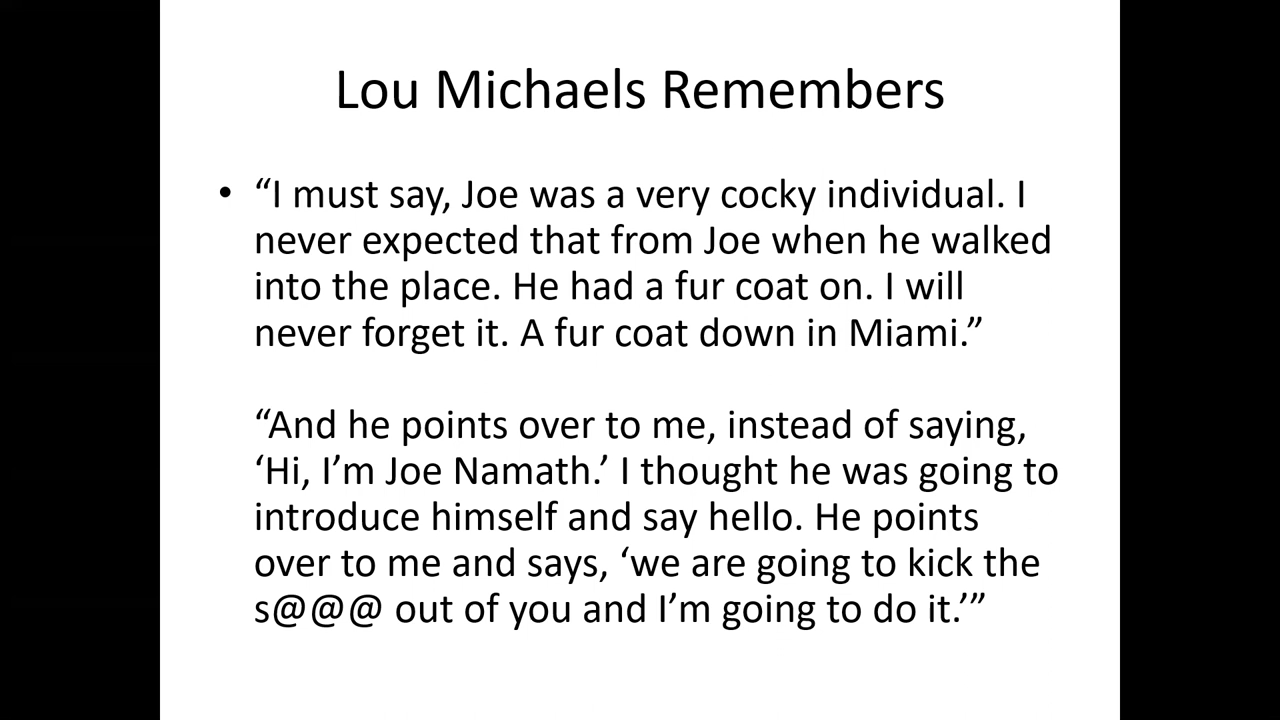 Lou Michaels Remembers
• “I must say, Joe was a very cocky individual. I
never expected that from Joe when he walked
into the place. He had a fur coat on. I will
never forget it. A fur coat down in Miami.”
“And he points over to me, instead of saying,
‘Hi, I’m Joe Namath.’ I thought he was going to
introduce himself and say hello. He points
over to me and says, ‘we are going to kick the
s@@@ out of you and I’m going to do it.’”